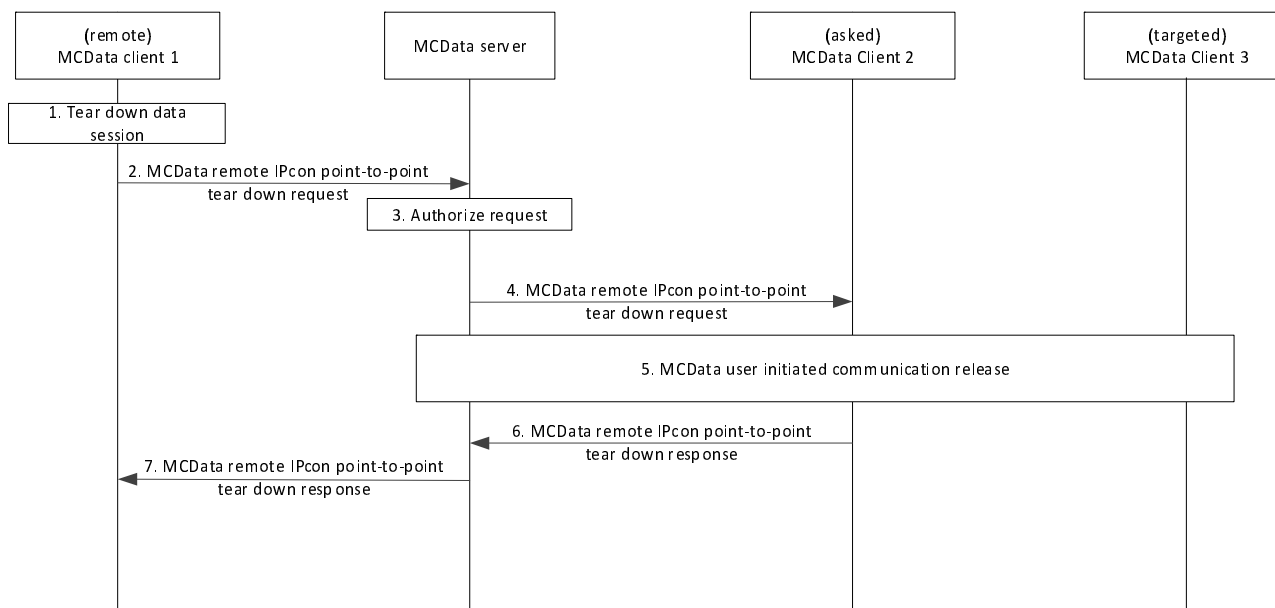 (remote)
MCData client 1
MCData server
(asked)
MCData Client 2
(targeted)
MCData Client 3
1. Tear down data
session
2. MCData remote IPcon point-to-point
tear down request
3. Authorize request
4. MCData remote IPcon point-to-point
tear down request
5. MCData user initiated communication release
6. MCData remote IPcon point-to-point
tear down response
7. MCData remote IPcon point-to-point
tear down response